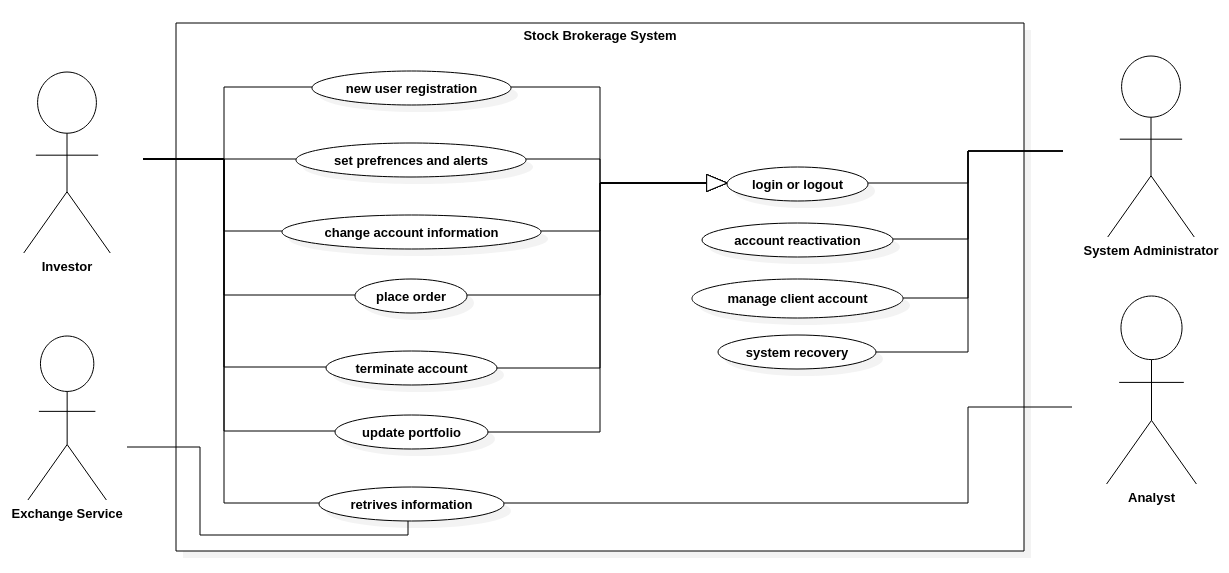 Stock Brokerage System
new user registration
set prefrences and alerts
change account information
place order
terminate account
update portfolio
retrives information
login or logout
account reactivation
manage client account
system recovery
Investor
Exchange Service
System Administrator
Analyst